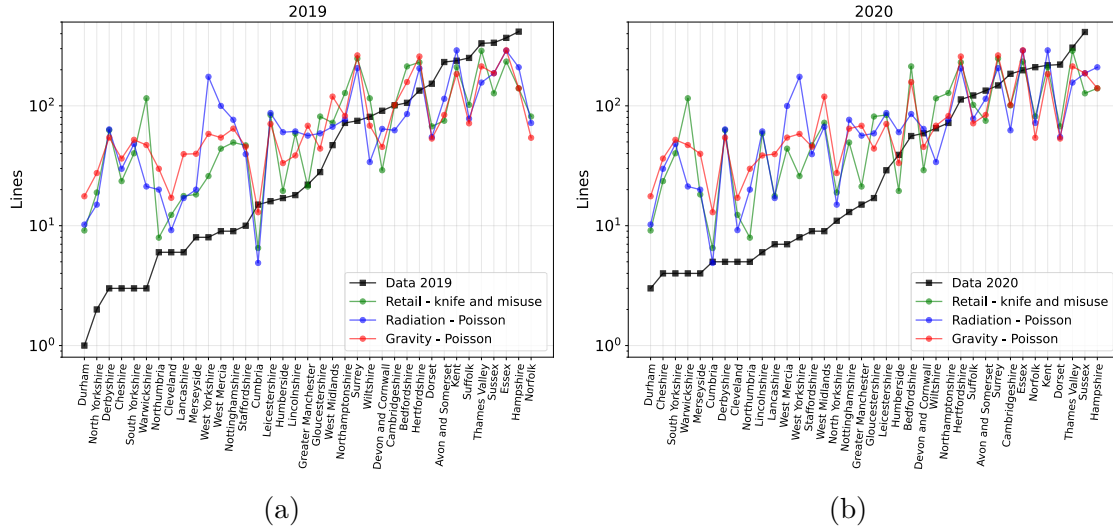 2019
Lines
10²
10¹
10⁰
Data 2019
Retail - knife and misuse
Radiation - Poisson
Gravity - Poisson
Durham
North Yorkshire
Derbyshire
Cheshire
South Yorkshire
Warwickshire
Northumbria
Cleveland
Lancashire
Merseyside
West Yorkshire
West Mercia
Nottinghamshire
Staffordshire
Cumbria
Leicestershire
Humberside
Lincolnshire
Greater Manchester
Gloucestershire
West Midlands
Northamptonshire
Surrey
Wiltshire
Devon and Cornwall
Cambridgeshire
Bedfordshire
Hertfordshire
Dorset
Avon and Somerset
Kent
Suffolk
Thames Valley
Sussex
Essex
Hampshire
Norfolk
(a)
2020
Lines
10²
10¹
10⁰
Data 2020
Retail - knife and misuse
Radiation - Poisson
Gravity - Poisson
Durham
Cheshire
South Yorkshire
Warwickshire
Merseyside
Cumbria
Derbyshire
Cleveland
Northumbria
Lincolnshire
Lancashire
West Mercia
West Yorkshire
Staffordshire
West Midlands
North Yorkshire
Nottinghamshire
Greater Manchester
Gloucestershire
Leicestershire
Humberside
Bedfordshire
Devon and Cornwall
Wiltshire
Northamptonshire
Hertfordshire
Suffolk
Avon and Somerset
Surrey
Cambridgeshire
Essex
Norfolk
Kent
Dorset
Thames Valley
Sussex
Hampshire
(b)